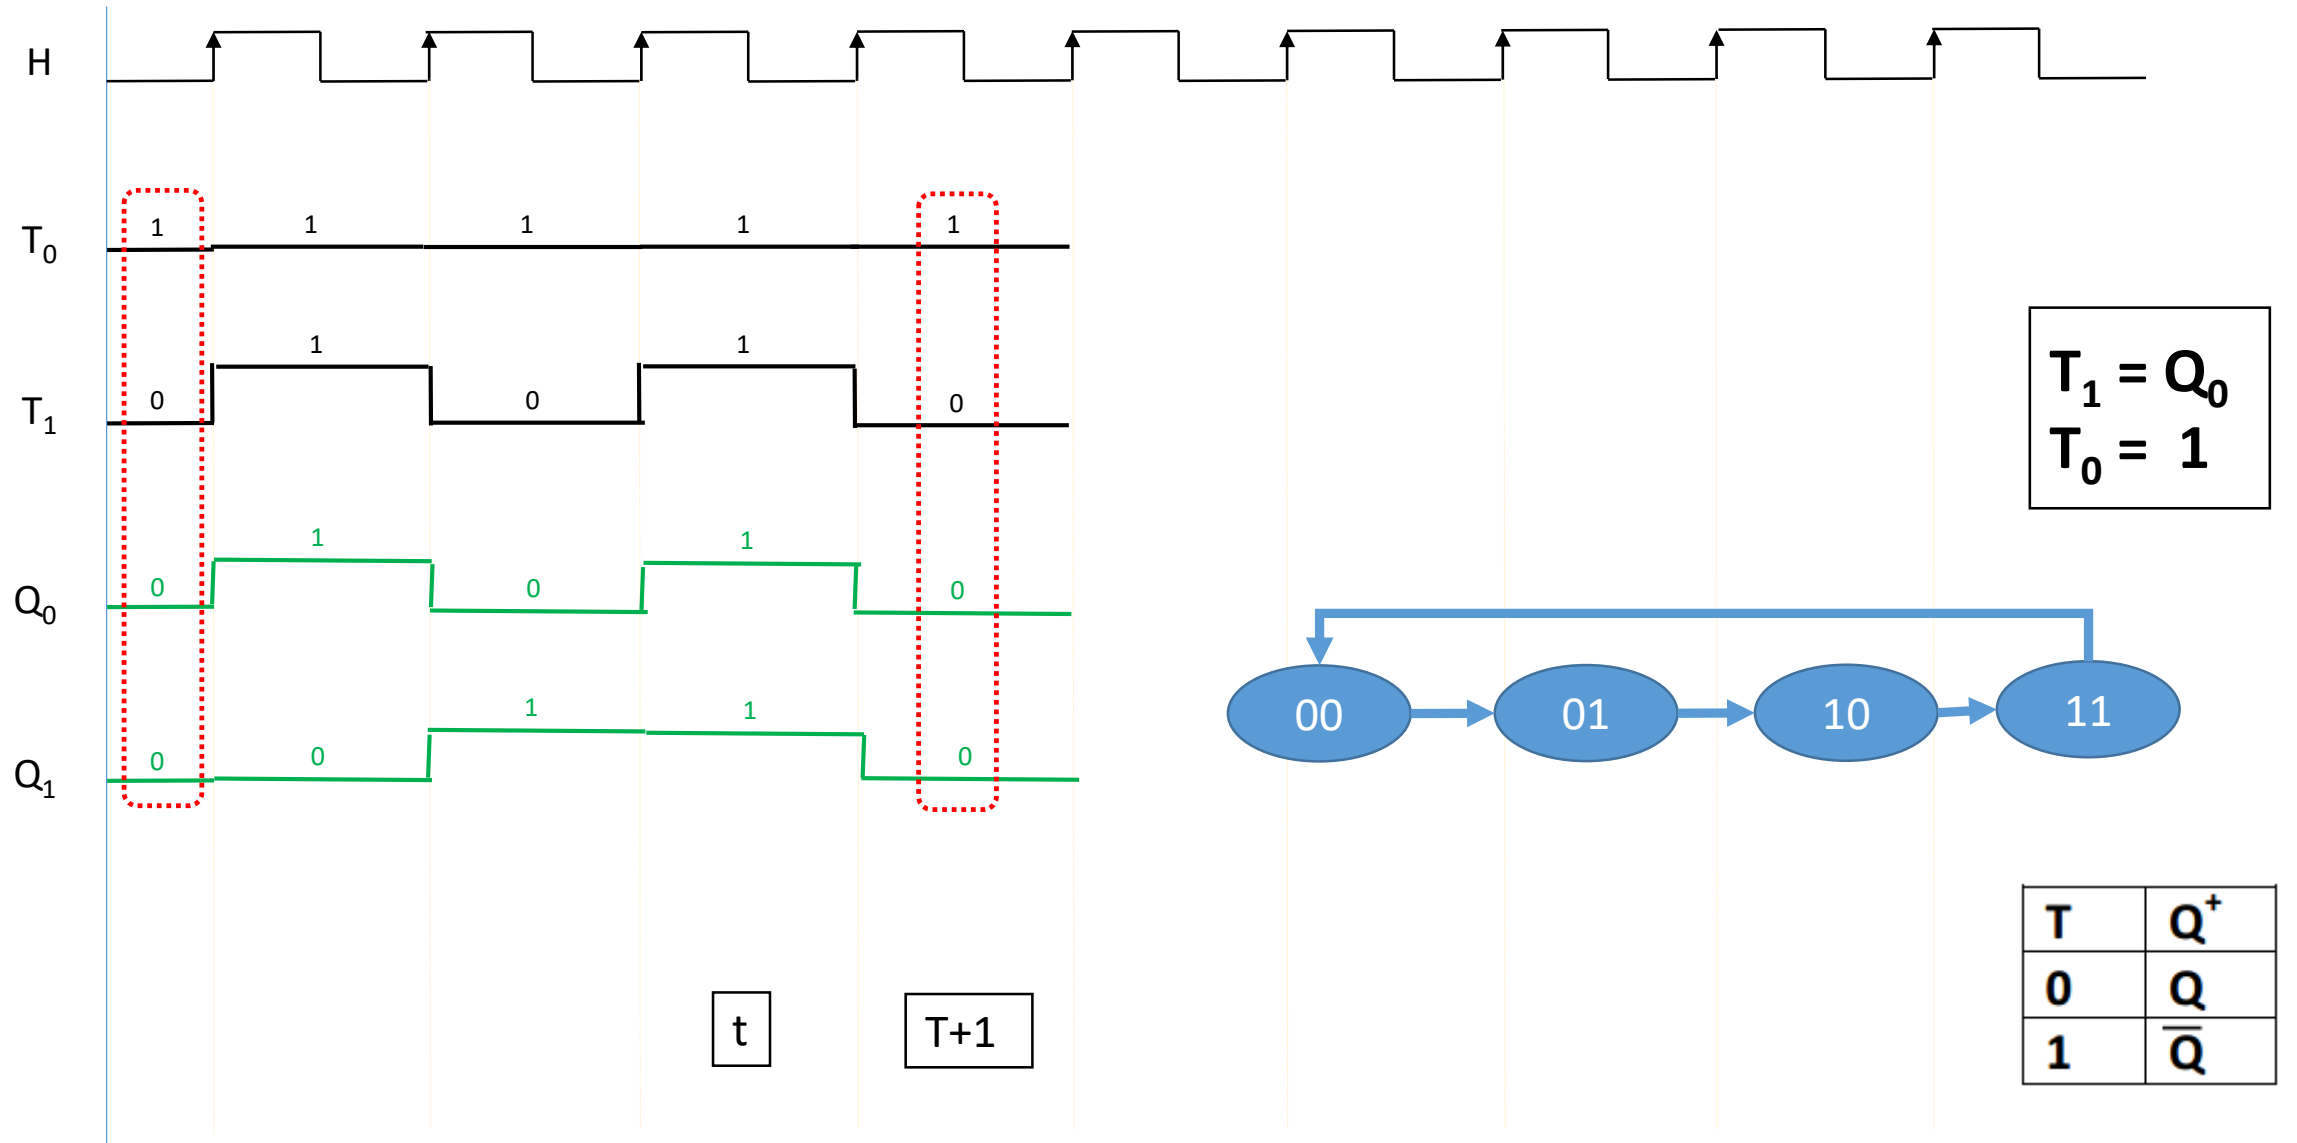 H
T0
1 1 1 1 1
T1
0 1 0 1 0
Q0
0 1 0 1 0
Q1
0 0 1 1 0
t
T+1
T1 = Q0
T0 = 1
00 01 10 11
T Q⁺
0 Q
1 Q̅